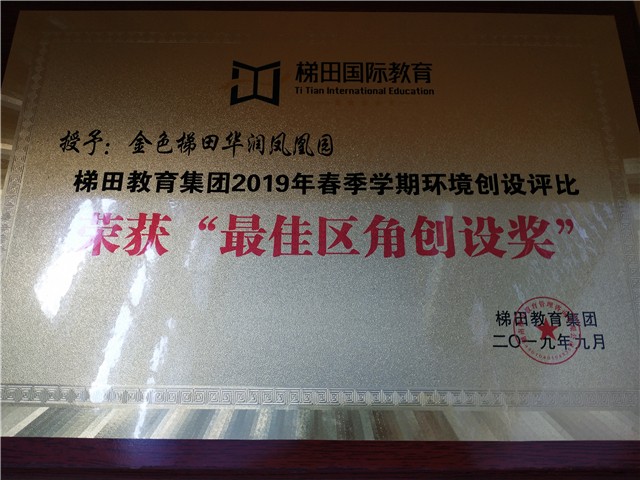 梯田国际教育
Ti Tian International Education
授予：金色梯田华润凤凰园
梯田教育集团2019年春季学期环境创设评比
荣获“最佳区角创设奖”
梯田教育集团
二〇一九年九月